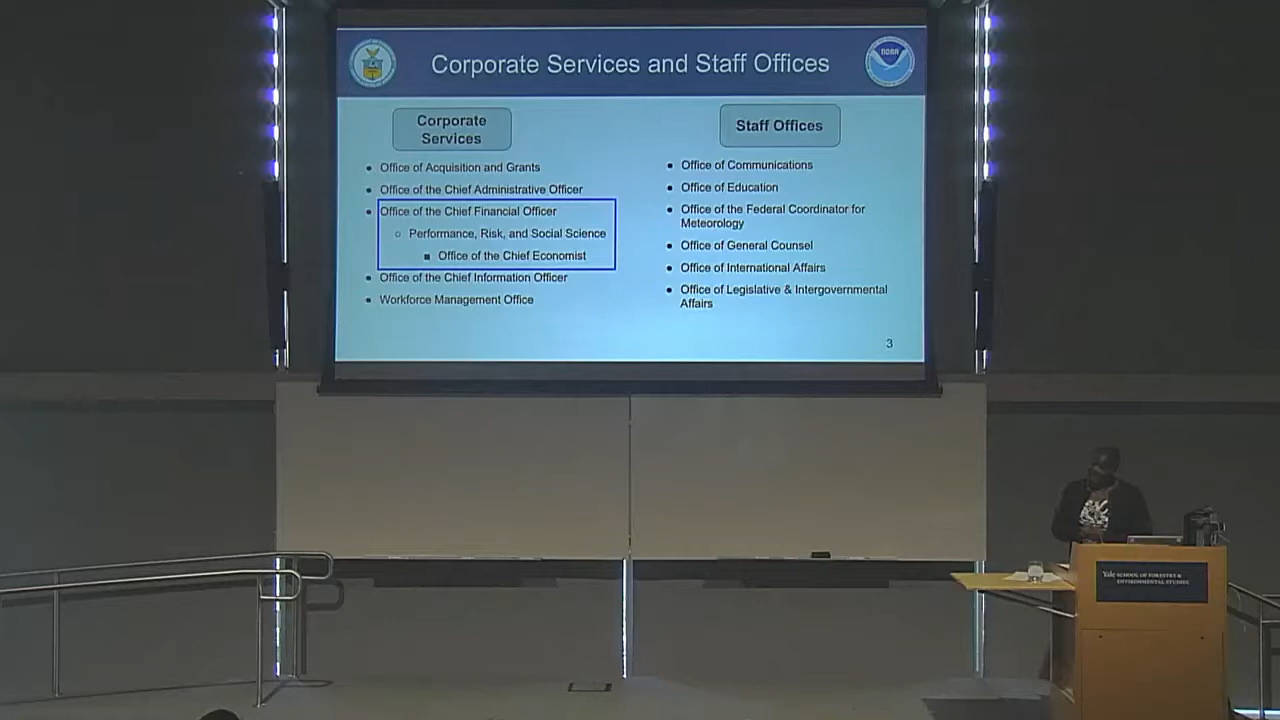 Corporate Services and Staff Offices
NOAA
Corporate
Services
Office of Acquisition and Grants
Office of the Chief Administrative Officer
Office of the Chief Financial Officer
Performance, Risk, and Social Science
Office of the Chief Economist
Office of the Chief Information Officer
Workforce Management Office
Staff Offices
Office of Communications
Office of Education
Office of the Federal Coordinator for
Meteorology
Office of General Counsel
Office of International Affairs
Office of Legislative & Intergovernmental
Affairs
3
Yale SCHOOL OF FORESTRY &
ENVIRONMENTAL STUDIES